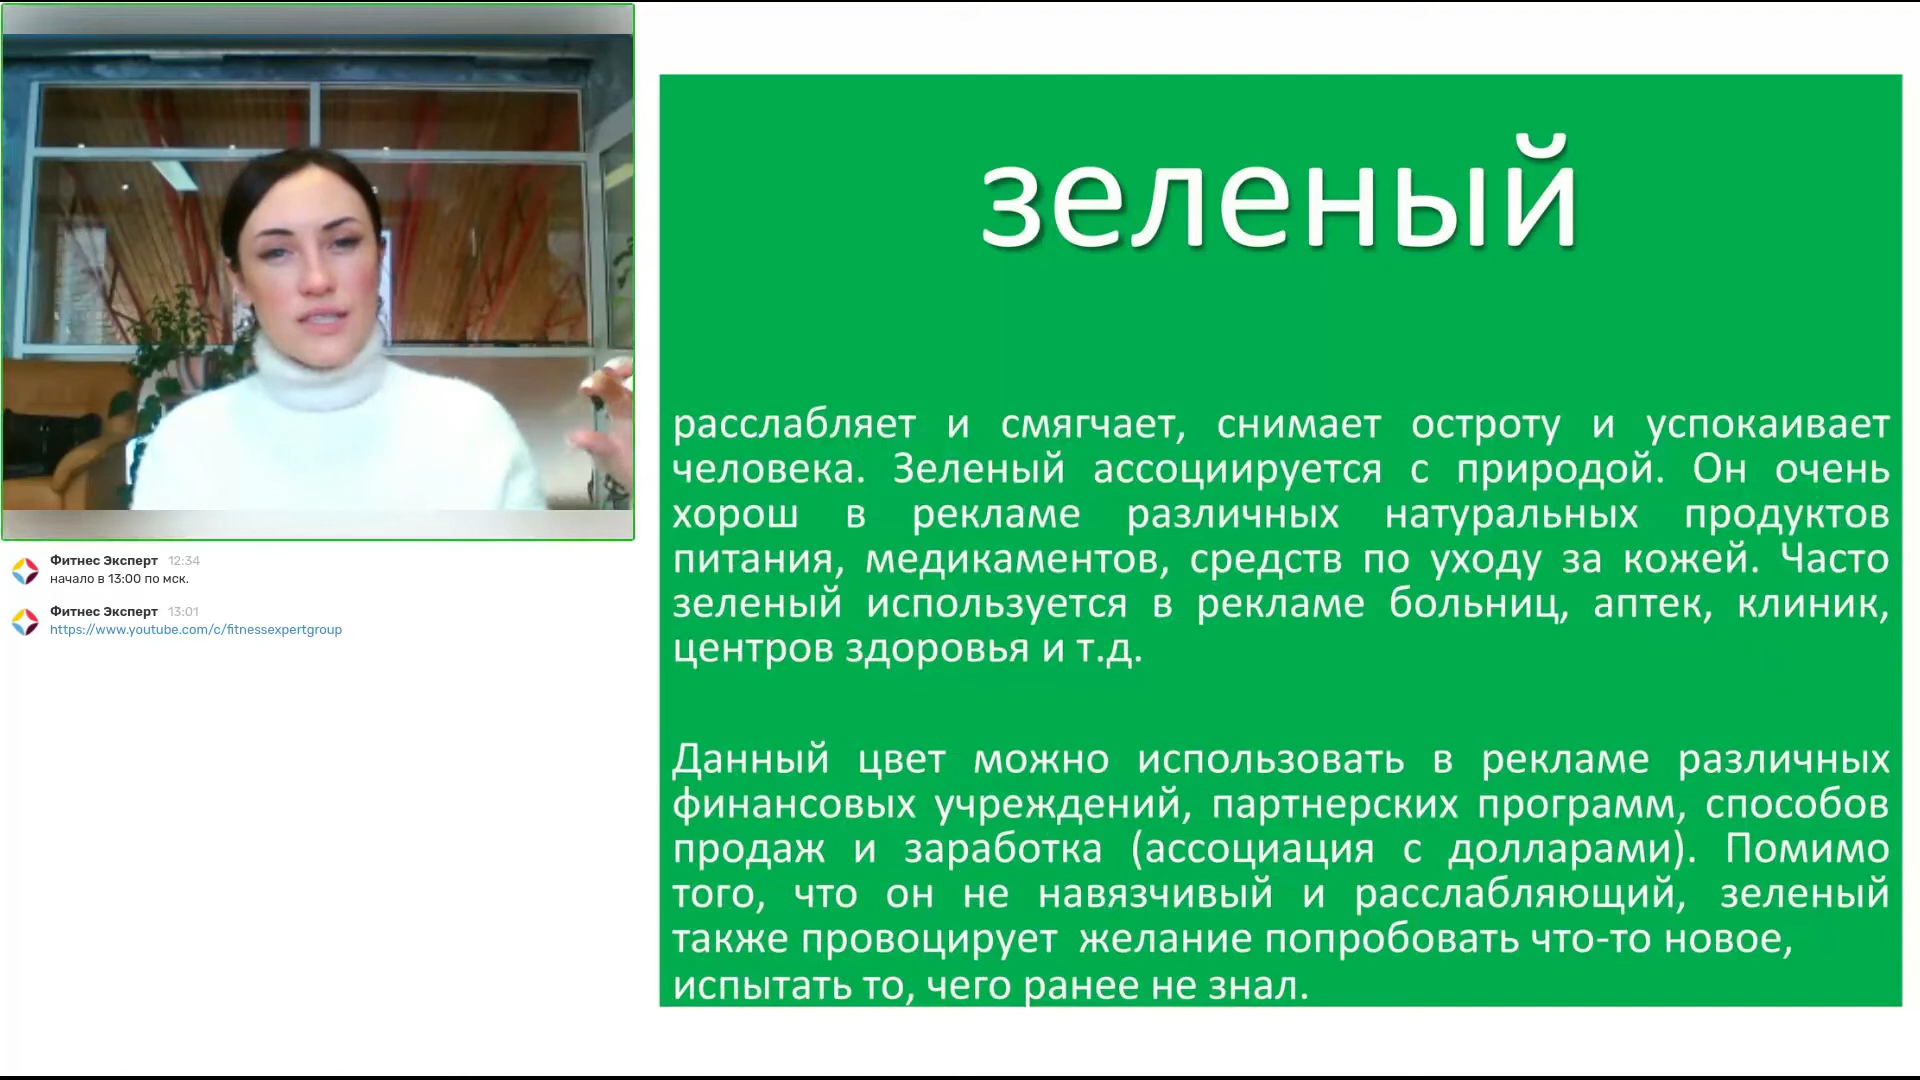 зеленый
расслабляет и смягчает, снимает остроту и успокаивает
человека. Зеленый ассоциируется с природой. Он очень
хорош в рекламе различных натуральных продуктов
питания, медикаментов, средств по уходу за кожей. Часто
зеленый используется в рекламе больниц, аптек, клиник,
центров здоровья и т.д.
Данный цвет можно использовать в рекламе различных
финансовых учреждений, партнерских программ, способов
продаж и заработка (ассоциация с долларами). Помимо
того, что он не навязчивый и расслабляющий, зеленый
также провоцирует желание попробовать что-то новое,
испытать то, чего ранее не знал.
Фитнес Эксперт 12:34
начало в 13:00 по мск.
Фитнес Эксперт 13:01
https://www.youtube.com/c/fitnessexpertgroup